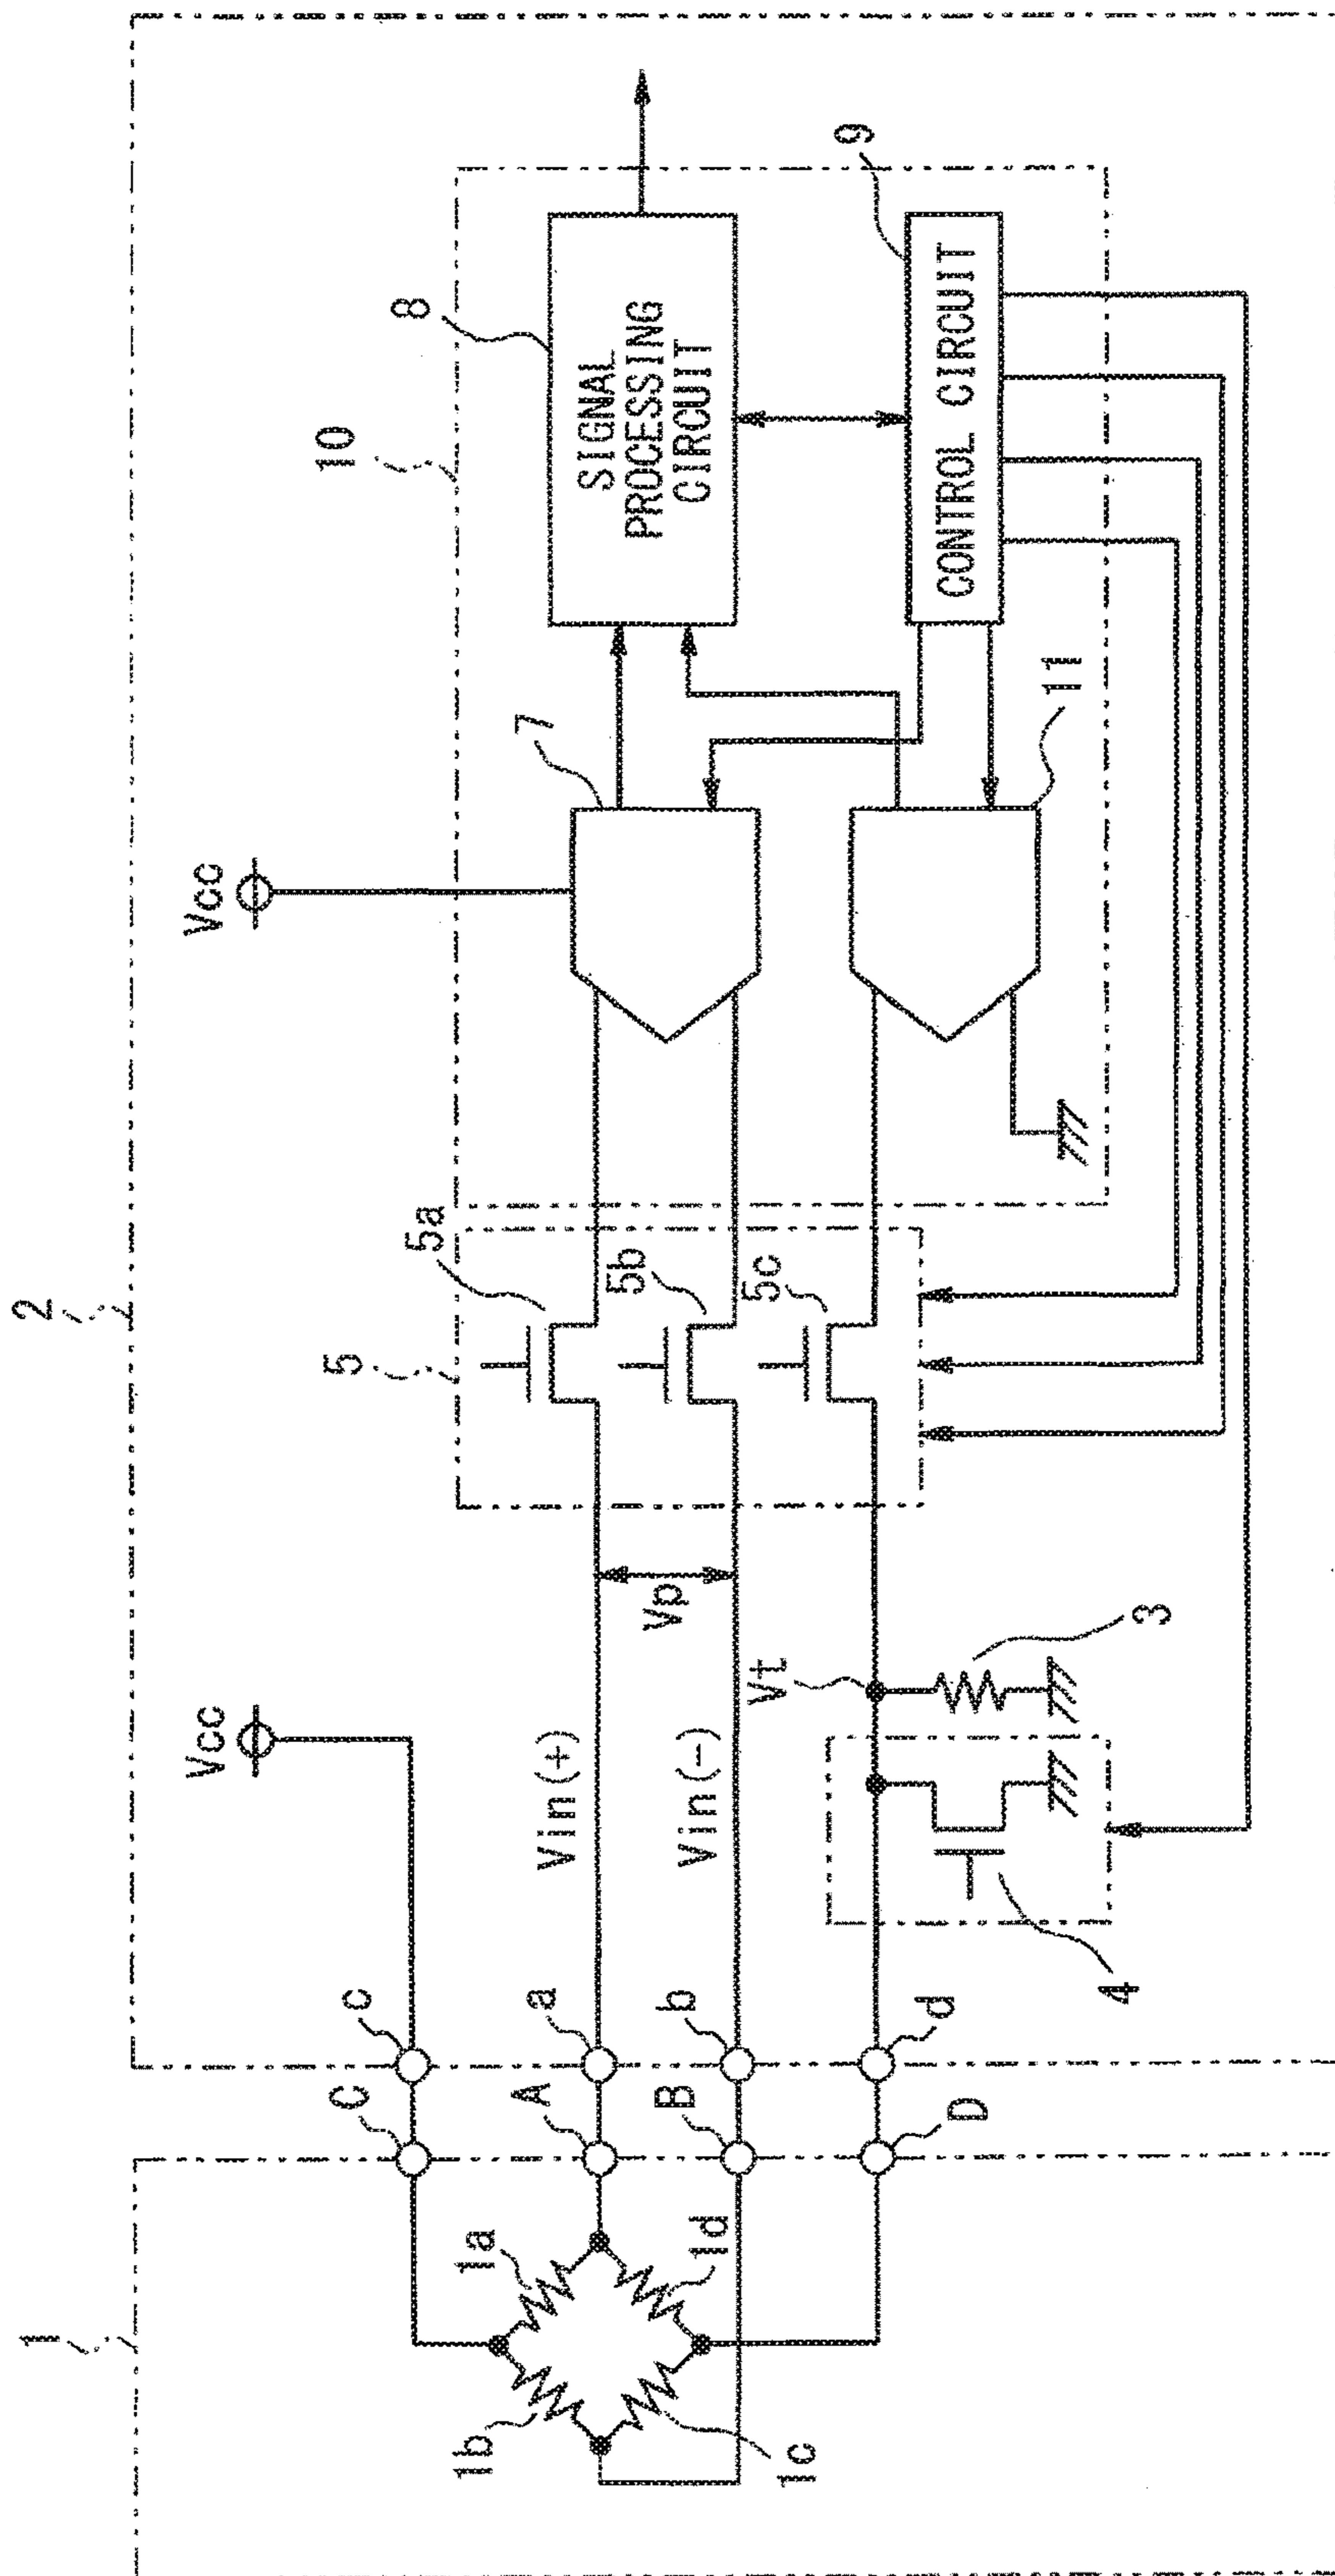 1
2
Vcc
Vcc
10
8
SIGNAL
PROCESSING
CIRCUIT
C
c
5
5a
7
9
1a
A
a
Vin(+)
5b
1b
Vp
B
b
Vin(-)
5c
CONTROL CIRCUIT
1d
Vt
1c
D
d
11
4
3